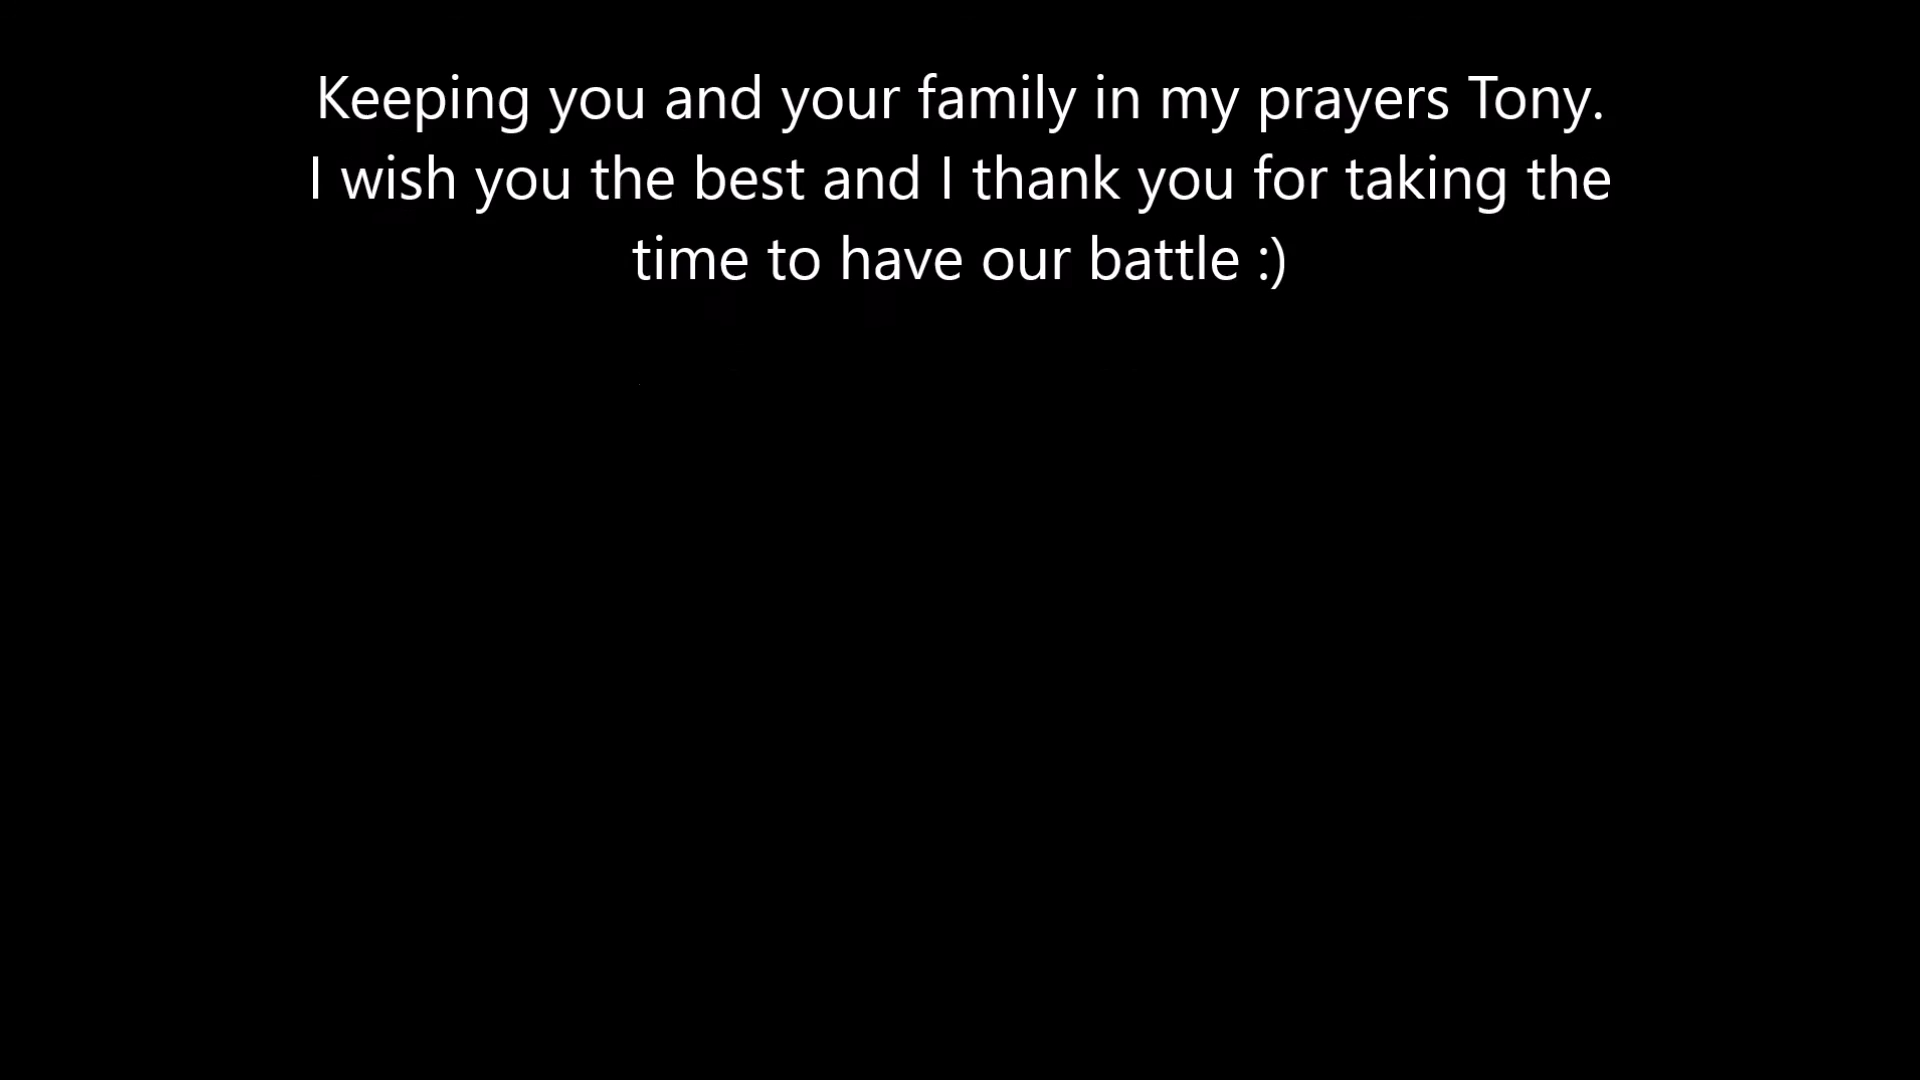 Keeping you and your family in my prayers Tony.
I wish you the best and I thank you for taking the
time to have our battle :)